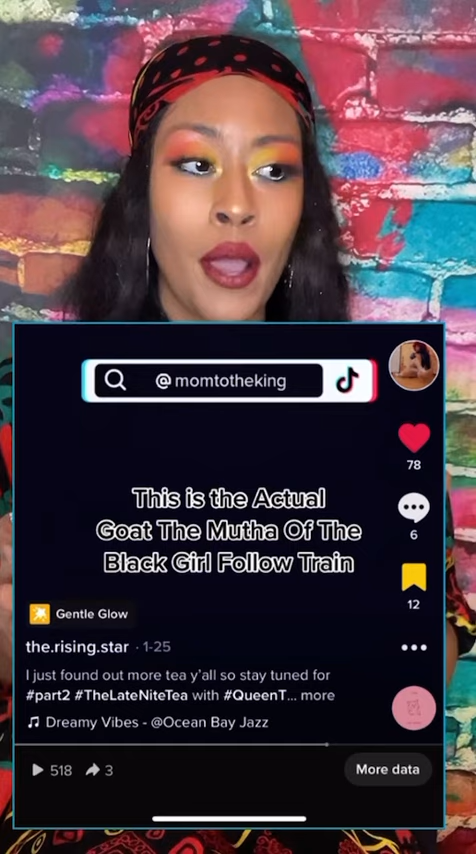 @momtotheking
78
This is the Actual
Goat The Mutha Of The
Black Girl Follow Train
6
12
Gentle Glow
the.rising.star · 1-25
I just found out more tea y'all so stay tuned for
#part2 #TheLateNiteTea with #QueenT... more
Dreamy Vibes - @Ocean Bay Jazz
518
3
More data